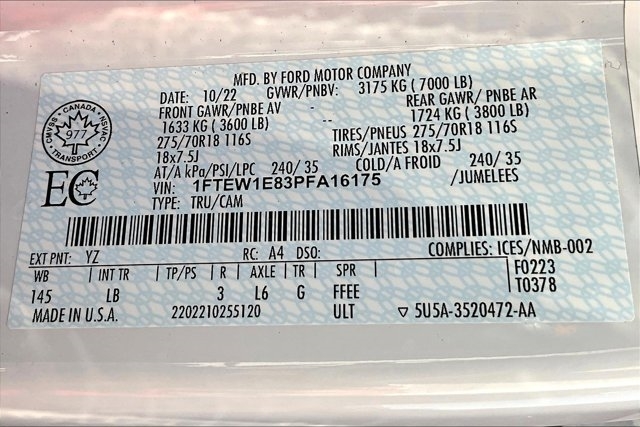 MFD. BY FORD MOTOR COMPANY
DATE: 10/22 GVWR/PNBV: 3175 KG ( 7000 LB)
FRONT GAWR/PNBE AV - REAR GAWR/ PNBE AR
1633 KG ( 3600 LB) -- 1724 KG ( 3800 LB)
275/70R18 116S TIRES/PNEUS 275/70R18 116S
18x7.5J RIMS/JANTES 18x7.5J
AT/A kPa/PSI/LPC 240/ 35 COLD/A FROID 240/ 35
VIN: 1FTEW1E83PFA16175 /JUMELEES
TYPE: TRU/CAM
CANADA
CMVSS NSVAC
977
TRANSPORT
EC
EXT PNT: YZ RC: A4 DSO: COMPLIES: ICES/NMB-002
WB | INT TR | TP/PS | R | AXLE | TR | SPR | F0223
145 LB 3 L6 G FFEE T0378
MADE IN U.S.A. 2202210255120 ULT ▽ 5U5A-3520472-AA